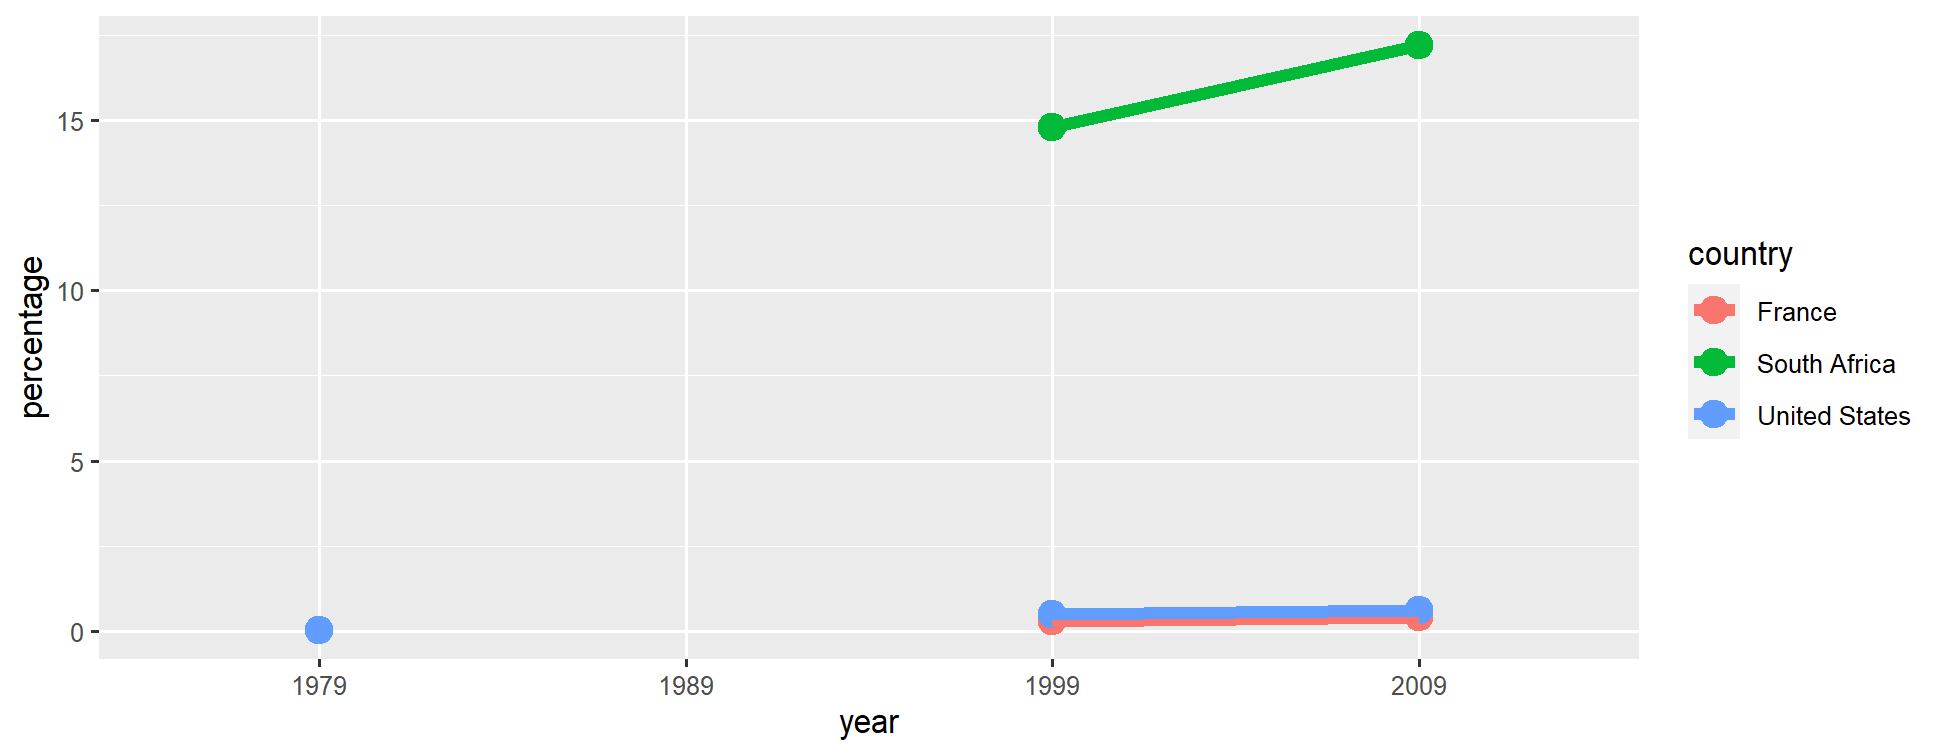 percentage
15
10
5
0
1979 1989 1999 2009
year
country
France
South Africa
United States